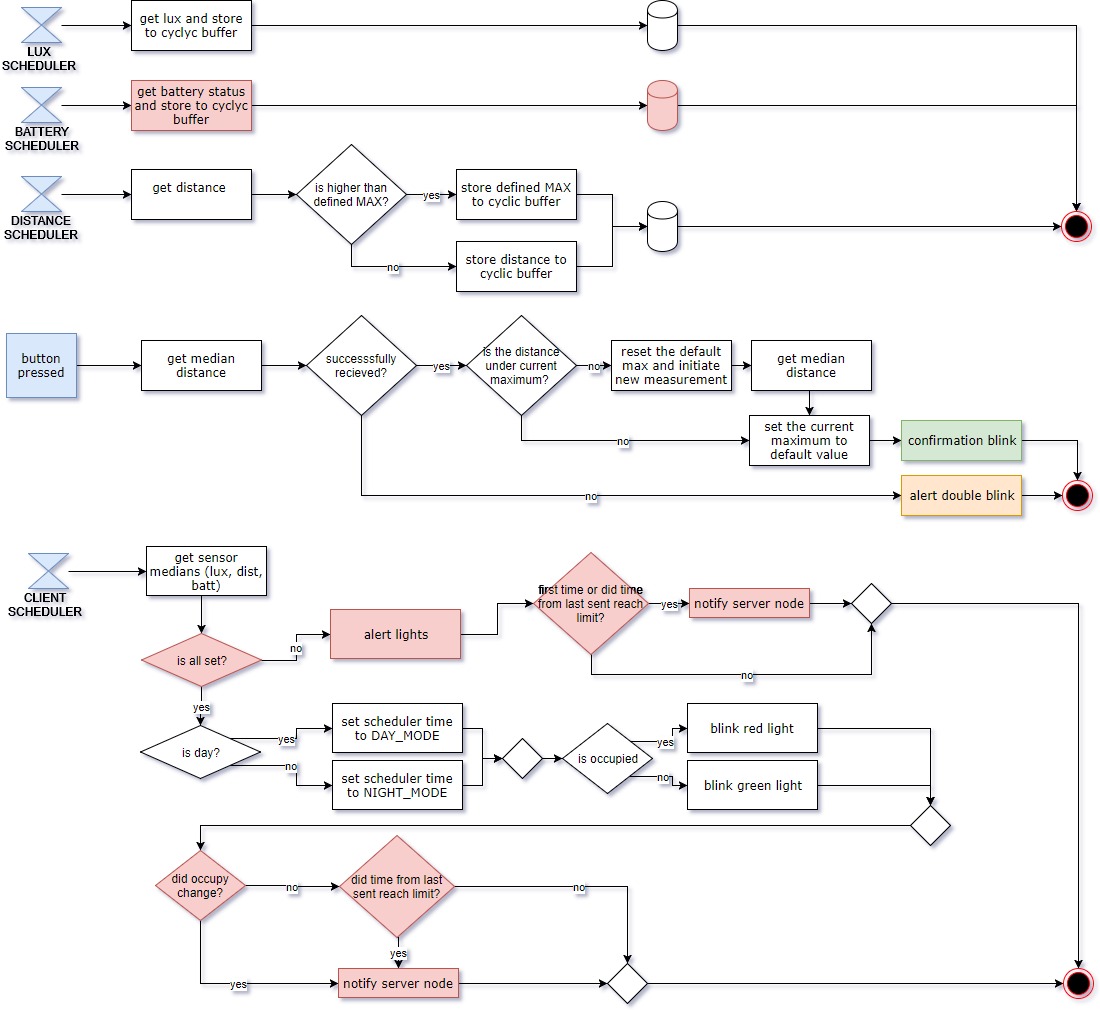 get lux and store
to cyclyc buffer
LUX
SCHEDULER
get battery status
and store to cyclyc
buffer
BATTERY
SCHEDULER
get distance
is higher than
defined MAX?
yes
store defined MAX
to cyclic buffer
DISTANCE
SCHEDULER
no
store distance to
cyclic buffer
button
pressed
get median
distance
successsfully
recieved?
yes
is the distance
under current
maximum?
no
reset the default
max and initiate
new measurement
get median
distance
no
set the current
maximum to
default value
confirmation blink
no
alert double blink
CLIENT
SCHEDULER
get sensor
medians (lux, dist,
batt)
first time or did time
from last sent reach
limit?
yes
notify server node
is all set?
no
alert lights
no
yes
is day?
yes
set scheduler time
to DAY_MODE
no
set scheduler time
to NIGHT_MODE
is occupied
yes
blink red light
no
blink green light
did occupy
change?
no
did time from last
sent reach limit?
no
yes
yes
notify server node